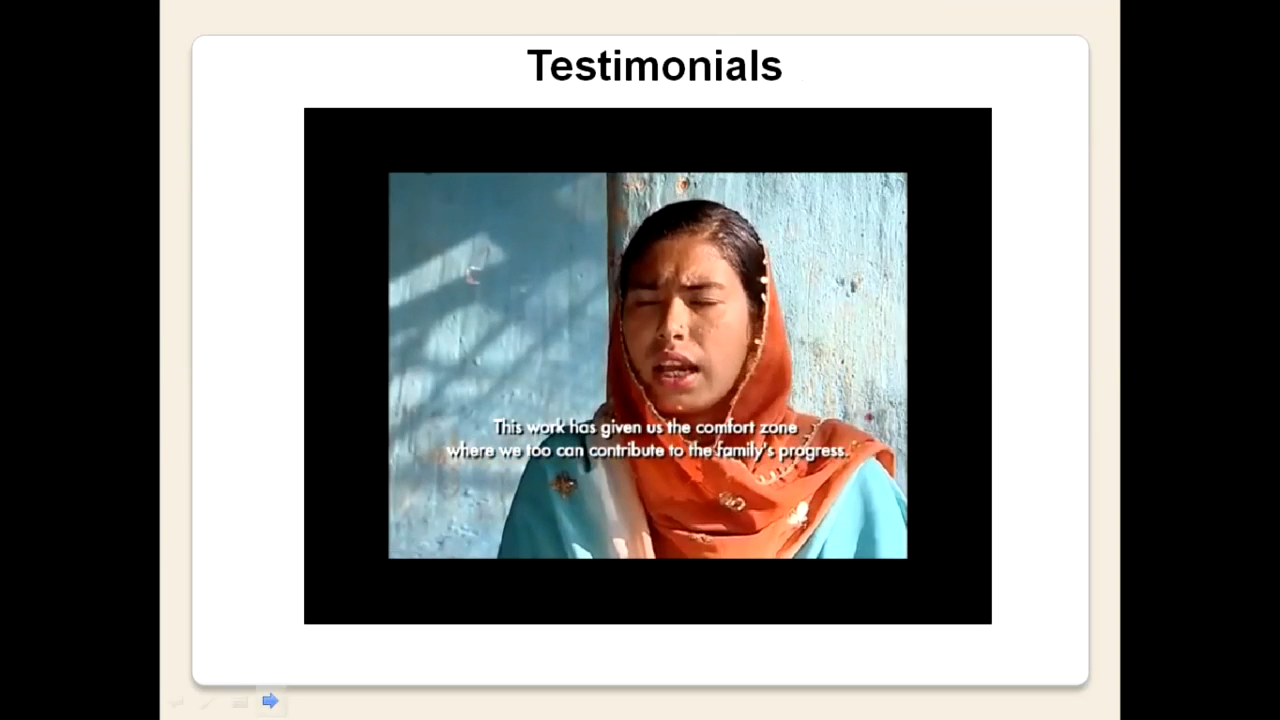 Testimonials
This work has given us the comfort zone
where we too can contribute to the family's progress.